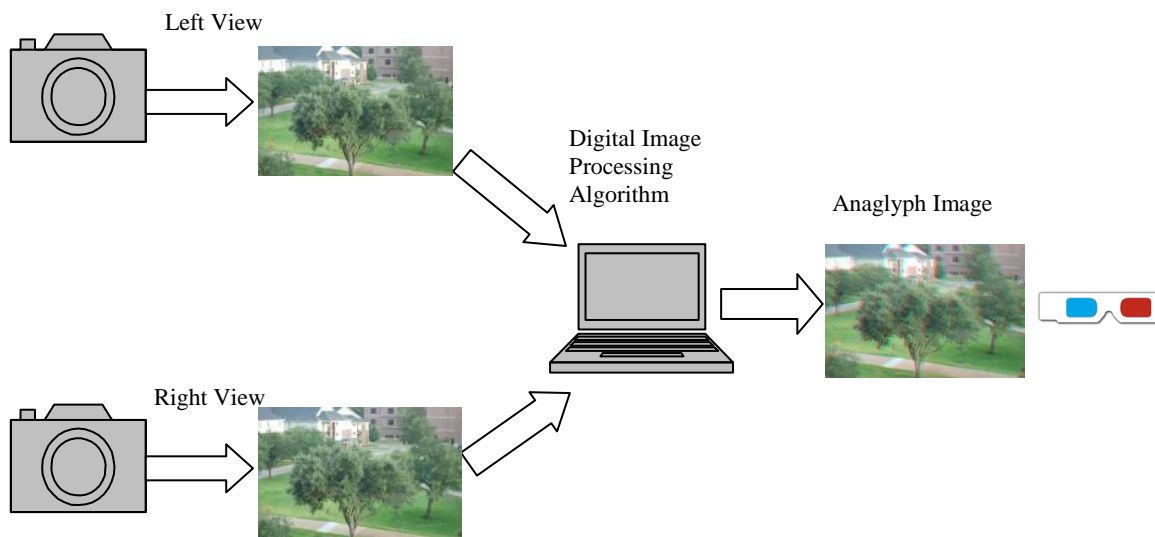 Left View
Digital Image
Processing
Algorithm
Anaglyph Image
Right View